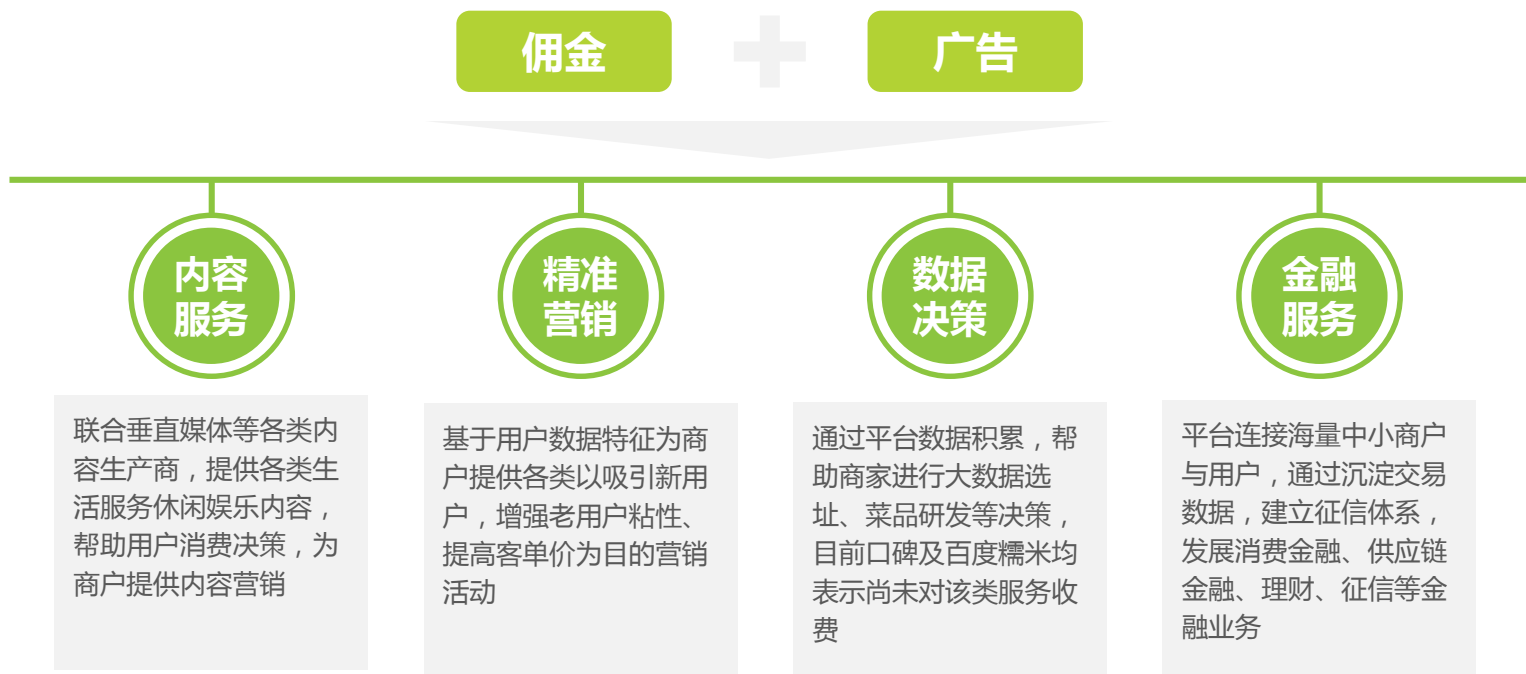 佣金
广告
内容
服务
联合垂直媒体等各类内
容生产商，提供各类生
活服务休闲娱乐内容，
帮助用户消费决策，为
商户提供内容营销
精准
营销
基于用户数据特征为商
户提供各类以吸引新用
户，增强老用户粘性、
提高客单价为目的营销
活动
数据
决策
通过平台数据积累，帮
助商家进行大数据选
址、菜品研发等决策，
目前口碑及百度糯米均
表示尚未对该类服务收
费
金融
服务
平台连接海量中小商户
与用户，通过沉淀交易
数据，建立征信体系，
发展消费金融、供应链
金融、理财、征信等金
融业务